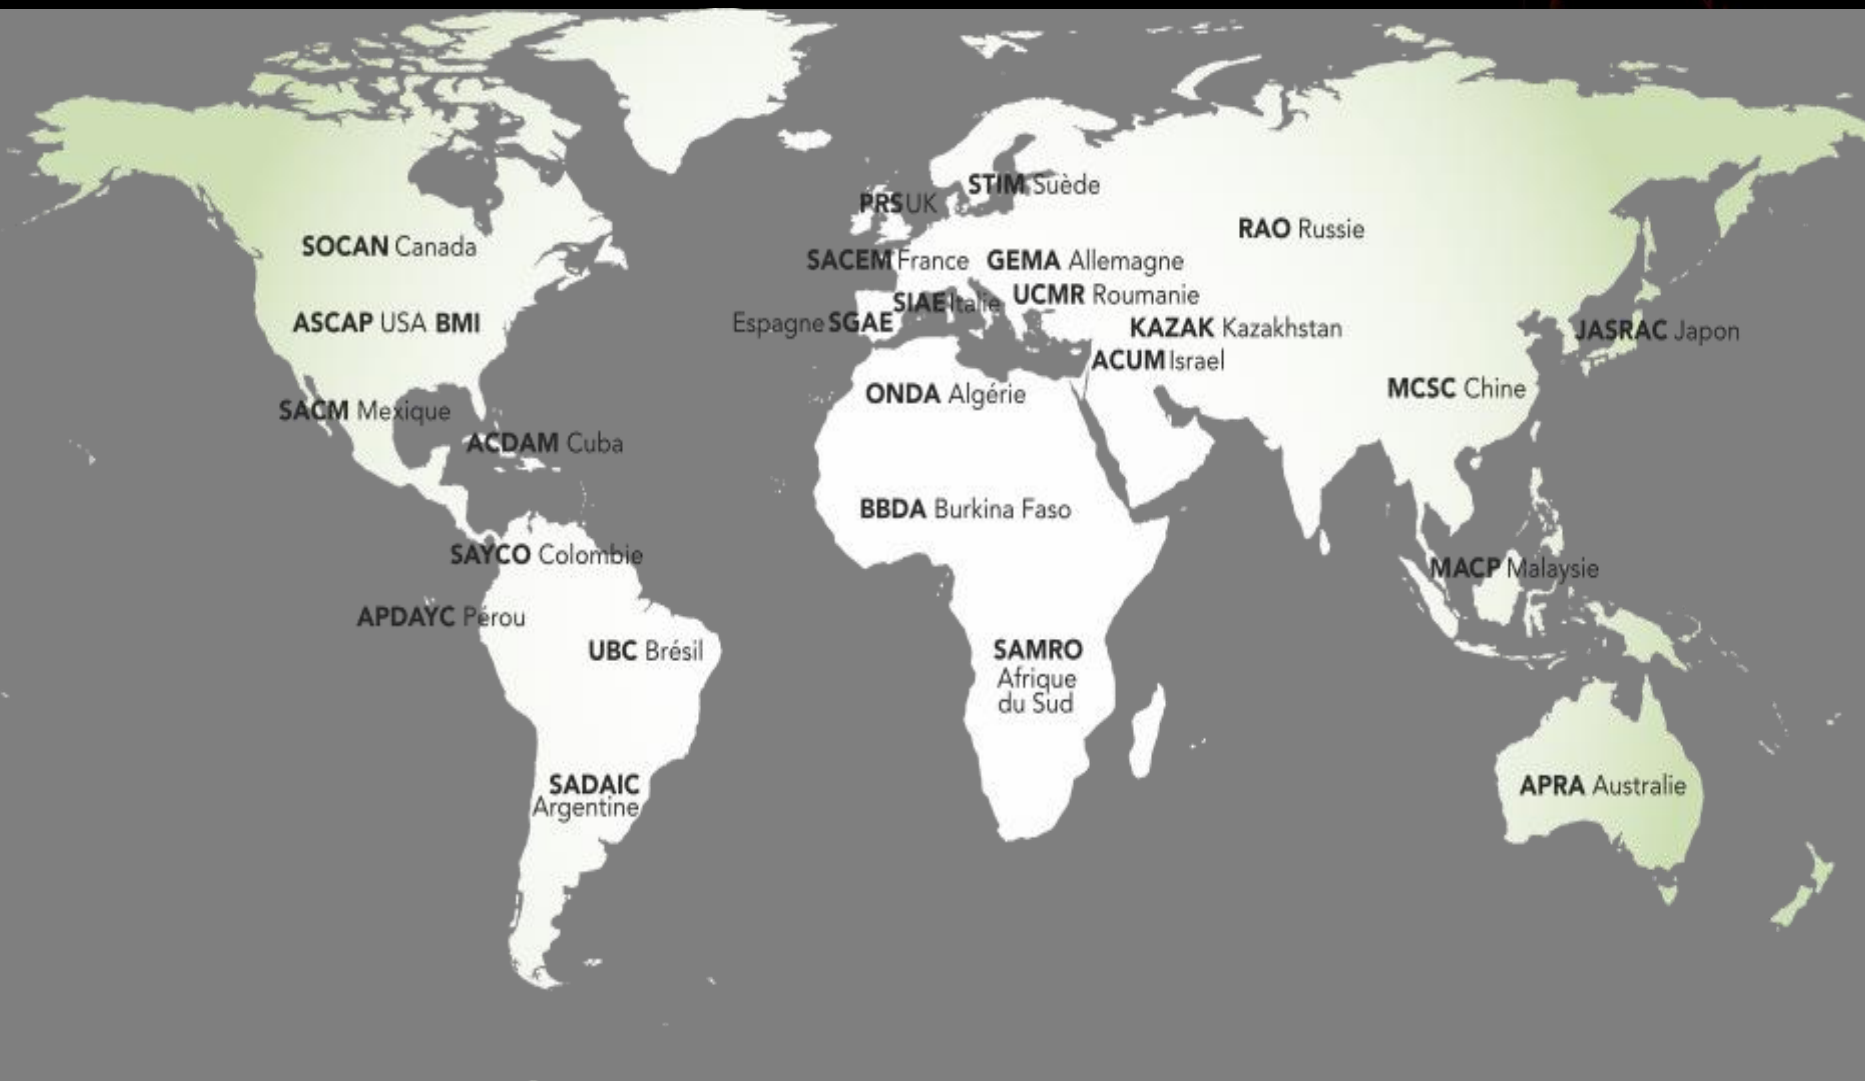 STIM Suède
PRS UK
RAO Russie
SOCAN Canada
SACEM France
GEMA Allemagne
UCMR Roumanie
SIAE Italie
ASCAP USA BMI
Espagne SGAE
KAZAK Kazakhstan
JASRAC Japon
ACUM Israel
MCSC Chine
ONDA Algérie
SACM Mexique
ACDAM Cuba
BBDA Burkina Faso
SAYCO Colombie
MACP Malaysie
APDAYC Pérou
UBC Brésil
SAMRO
Afrique
du Sud
SADAIC
Argentine
APRA Australie